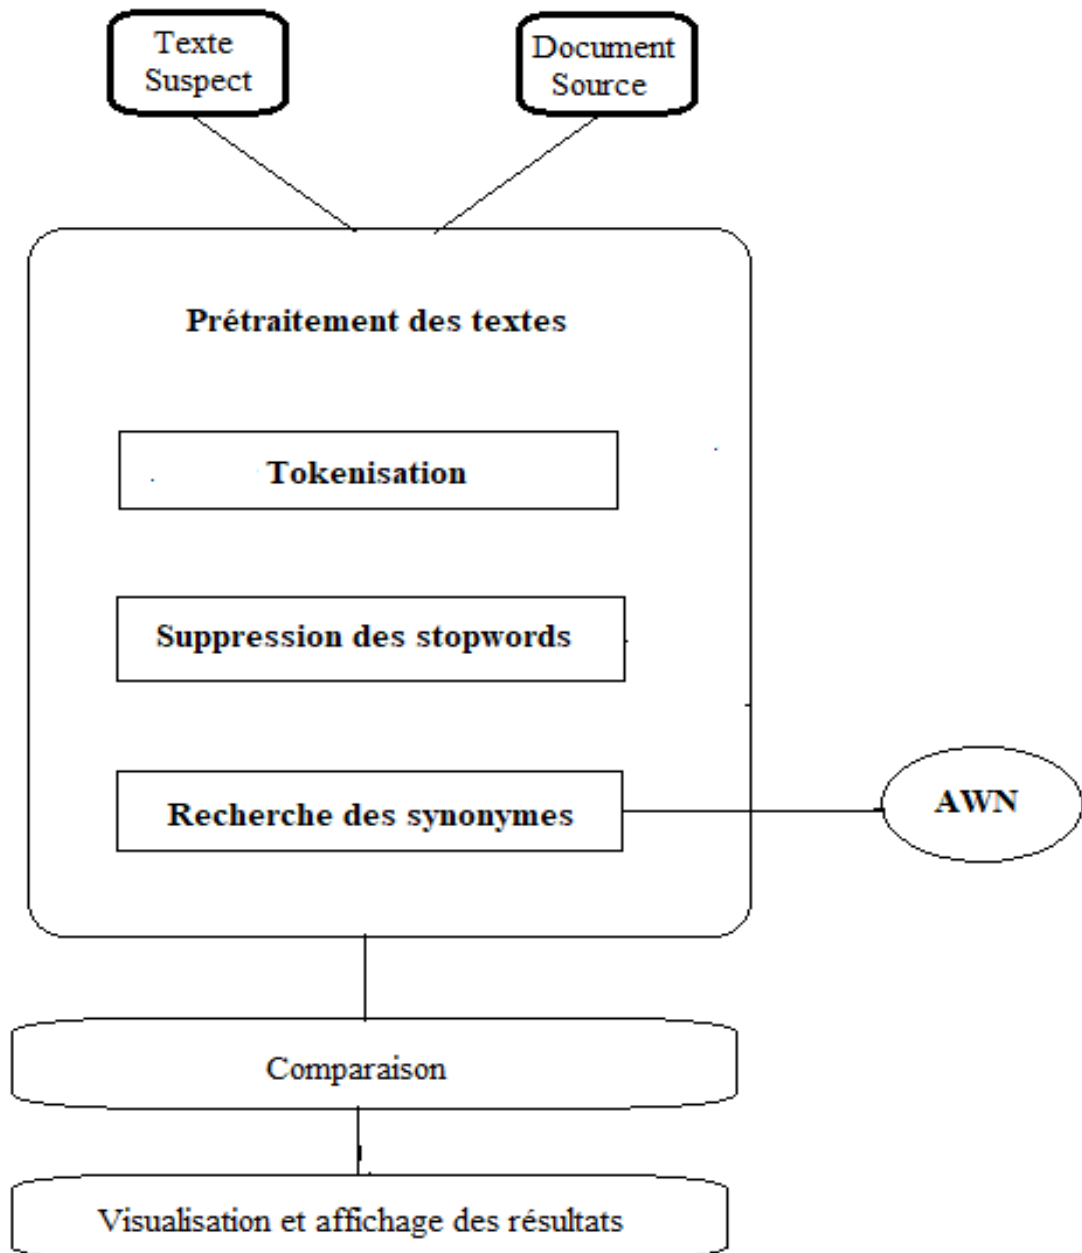 Texte
Suspect
Document
Source
Prétraitement des textes
Tokenisation
Suppression des stopwords
Recherche des synonymes
AWN
Comparaison
Visualisation et affichage des résultats